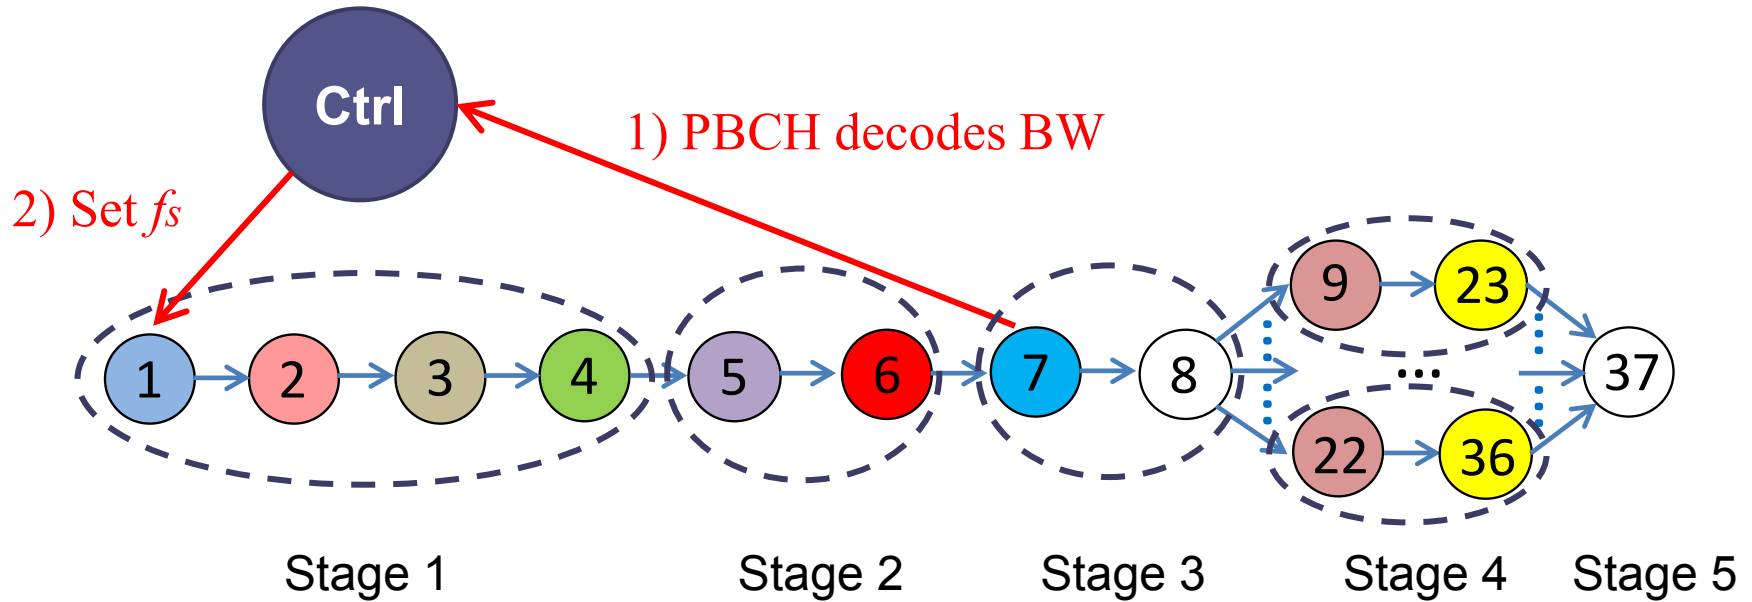 Ctrl
1) PBCH decodes BW
2) Set fs
1 2 3 4 5 6 7 8 9 23 ... 22 36 37
Stage 1 Stage 2 Stage 3 Stage 4 Stage 5